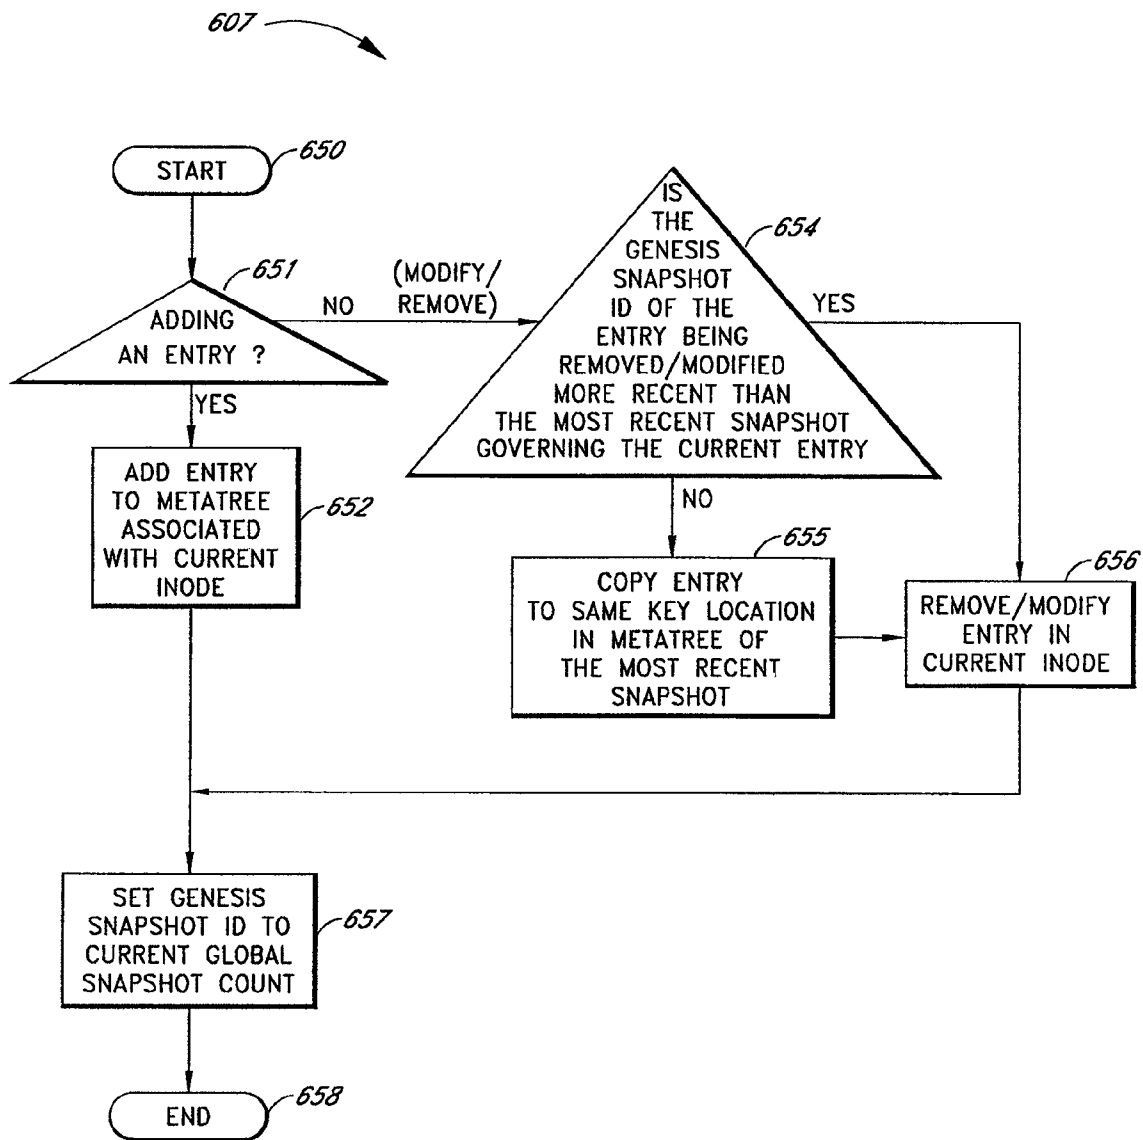 607
START
650
651
ADDING
AN ENTRY ?
NO
(MODIFY/
REMOVE)
YES
ADD ENTRY
TO METATREE
ASSOCIATED
WITH CURRENT
INODE
652
IS
THE
GENESIS
SNAPSHOT
ID OF THE
ENTRY BEING
REMOVED/MODIFIED
MORE RECENT THAN
THE MOST RECENT SNAPSHOT
GOVERNING THE CURRENT ENTRY
654
YES
NO
655
COPY ENTRY
TO SAME KEY LOCATION
IN METATREE OF
THE MOST RECENT
SNAPSHOT
656
REMOVE/MODIFY
ENTRY IN
CURRENT INODE
SET GENESIS
SNAPSHOT ID TO
CURRENT GLOBAL
SNAPSHOT COUNT
657
END
658